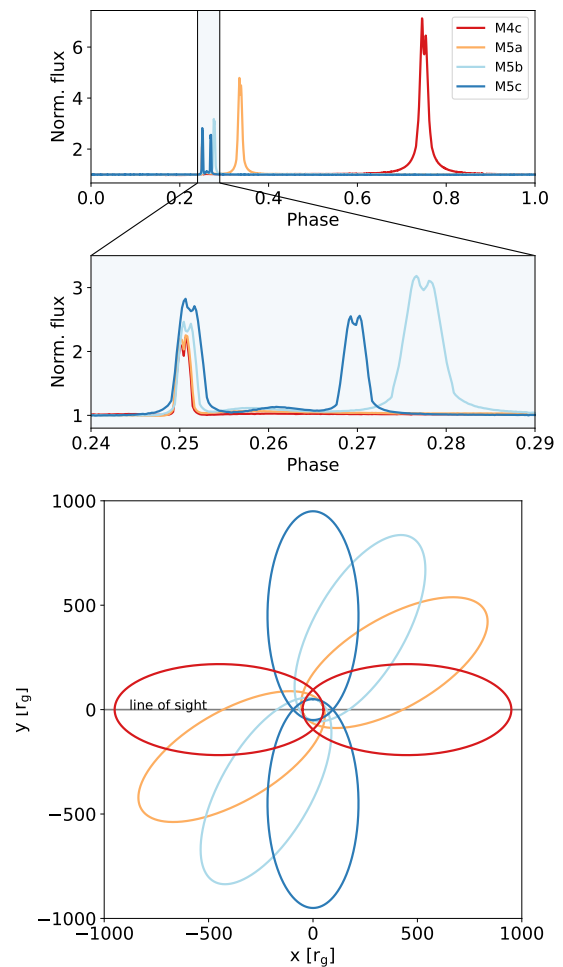 Norm. flux
6
4
2
M4c
M5a
M5b
M5c
0.0 0.2 0.4 0.6 0.8 1.0
Phase
Norm. flux
3
2
1
0.24 0.25 0.26 0.27 0.28 0.29
Phase
y [rg]
1000
500
0
−500
−1000
line of sight
−1000 −500 0 500 1000
x [rg]